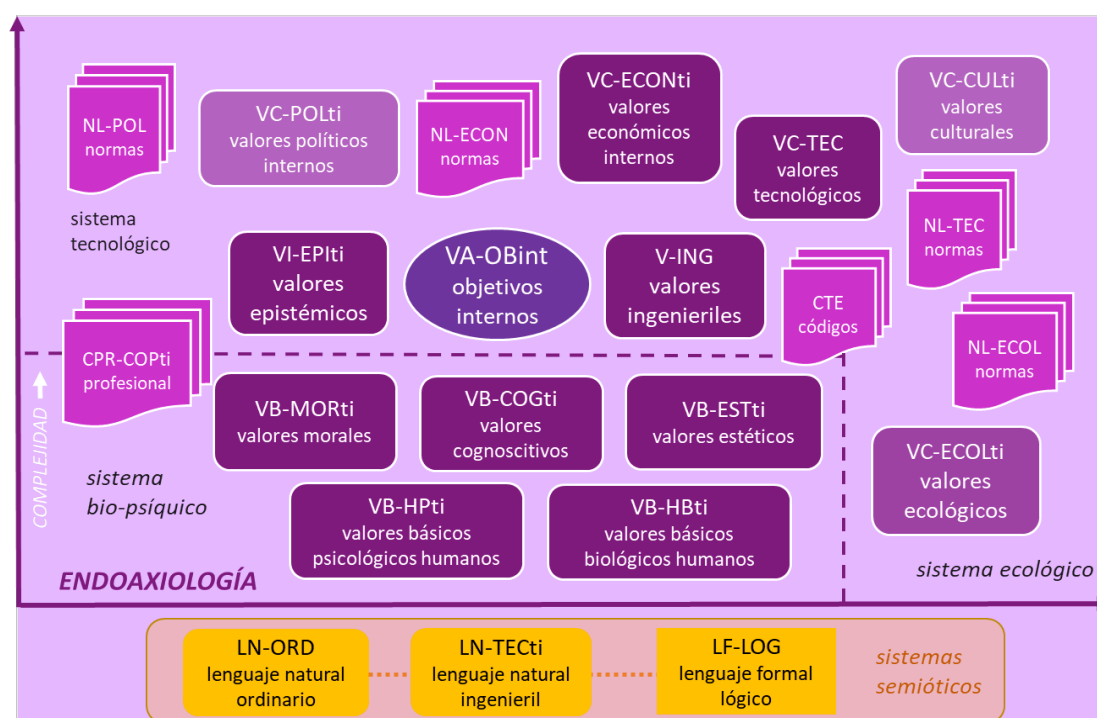 NL-POL
normas
VC-POLti
valores políticos
internos
NL-ECON
normas
VC-ECONti
valores
económicos
internos
VC-TEC
valores
tecnológicos
VC-CULti
valores
culturales
sistema
tecnológico
NL-TEC
normas
VI-EPIti
valores
epistémicos
VA-OBint
objetivos
internos
V-ING
valores
ingenieriles
CTE
códigos
NL-ECOL
normas
CPR-COPti
profesional
COMPLEJIDAD
VB-MORti
valores morales
VB-COGti
valores
cognoscitivos
VB-ESTti
valores estéticos
VC-ECOLti
valores
ecológicos
sistema
bio-psíquico
VB-HPti
valores básicos
psicológicos humanos
VB-HBti
valores básicos
biológicos humanos
ENDOAXIOLOGÍA
sistema ecológico
LN-ORD
lenguaje natural
ordinario
LN-TECti
lenguaje natural
ingenieril
LF-LOG
lenguaje formal
lógico
sistemas
semióticos